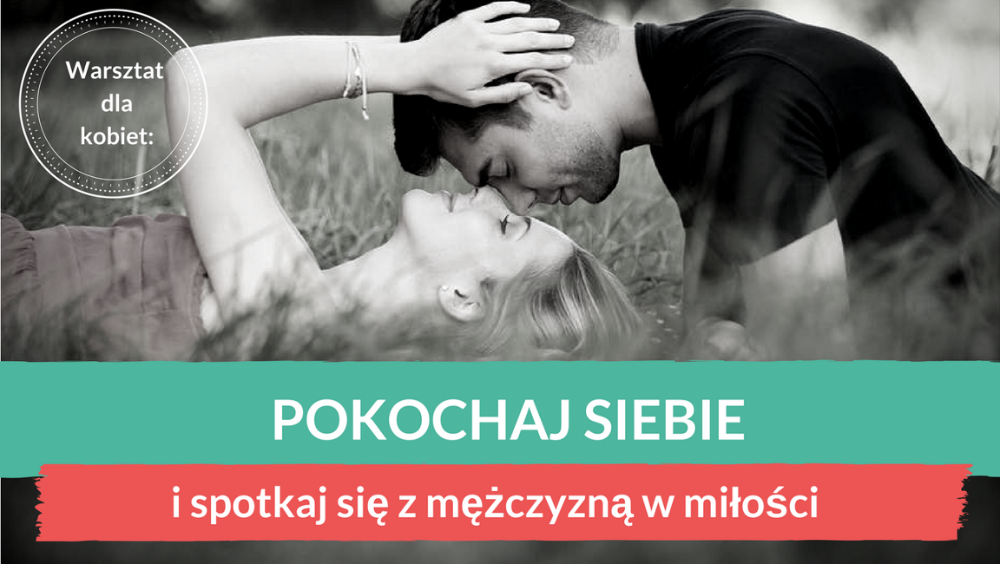 Warsztat
dla
kobiet:
POKOCHAJ SIEBIE
i spotkaj się z mężczyzną w miłości